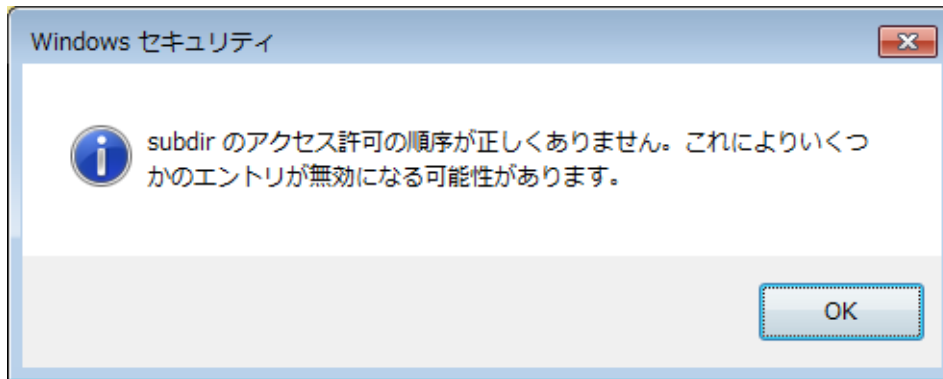 Windows セキュリティ
subdir のアクセス許可の順序が正しくありません。これによりいくつ
かのエントリが無効になる可能性があります。
OK